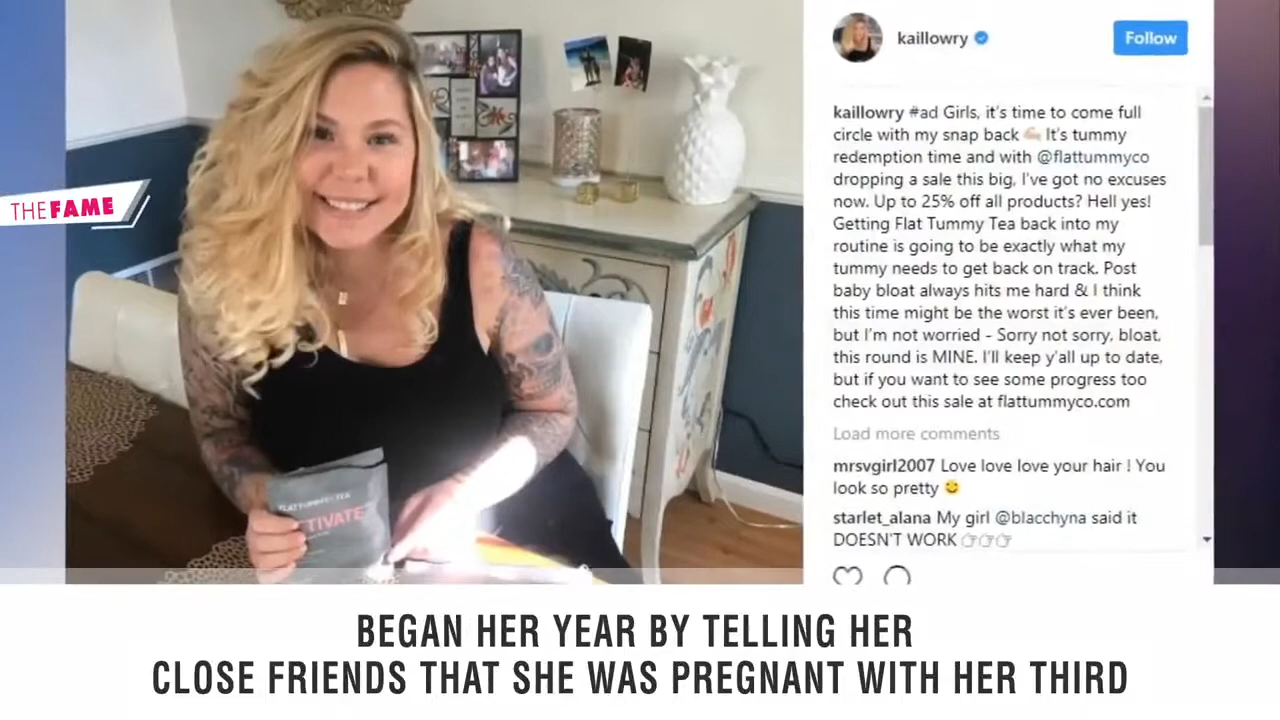 THEFAME
FLAT TUMMY TEA
TIVATE
kaillowry
Follow
kaillowry #ad Girls, it's time to come full
circle with my snap back 💪🏼 It's tummy
redemption time and with @flattummyco
dropping a sale this big, I've got no excuses
now. Up to 25% off all products? Hell yes!
Getting Flat Tummy Tea back into my
routine is going to be exactly what my
tummy needs to get back on track. Post
baby bloat always hits me hard & I think
this time might be the worst it's ever been,
but I'm not worried - Sorry not sorry, bloat,
this round is MINE. I'll keep y'all up to date,
but if you want to see some progress too
check out this sale at flattummyco.com
Load more comments
mrsvgirl2007 Love love love your hair ! You
look so pretty 😄
starlet_alana My girl @blacchyna said it
DOESN'T WORK 👉🏻👉🏻👉🏻
BEGAN HER YEAR BY TELLING HER
CLOSE FRIENDS THAT SHE WAS PREGNANT WITH HER THIRD